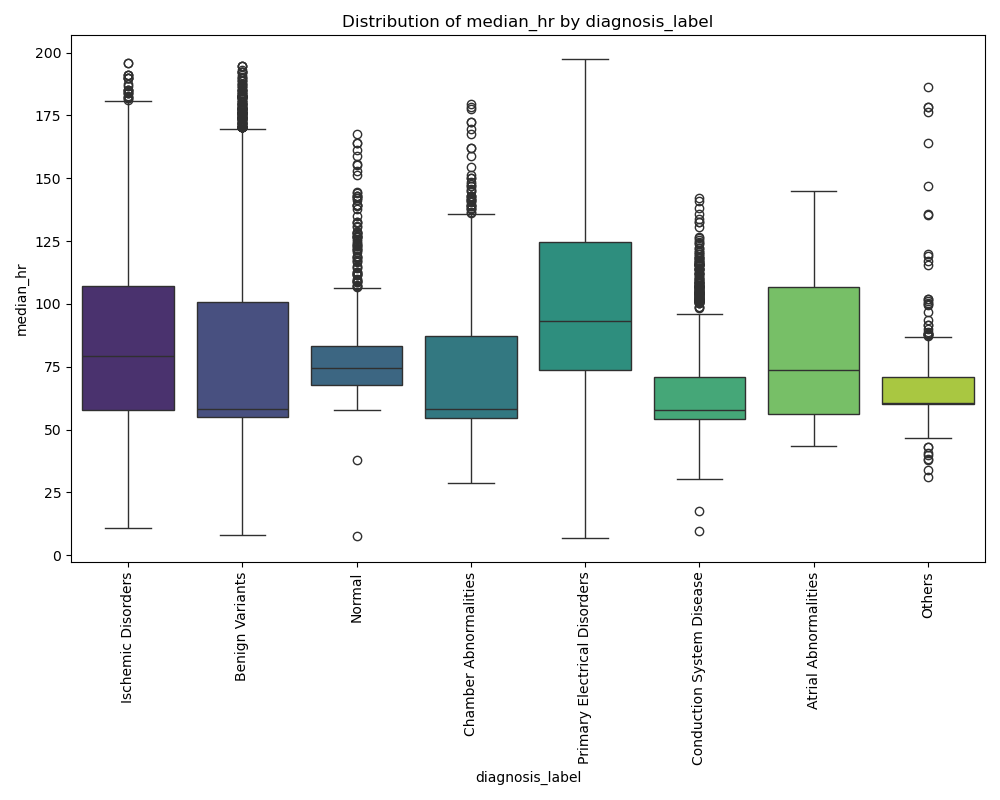 Distribution of median_hr by diagnosis_label
200
175
150
125
100
75
50
25
0
median_hr
Ischemic Disorders
Benign Variants
Normal
Chamber Abnormalities
Primary Electrical Disorders
Conduction System Disease
Atrial Abnormalities
Others
diagnosis_label